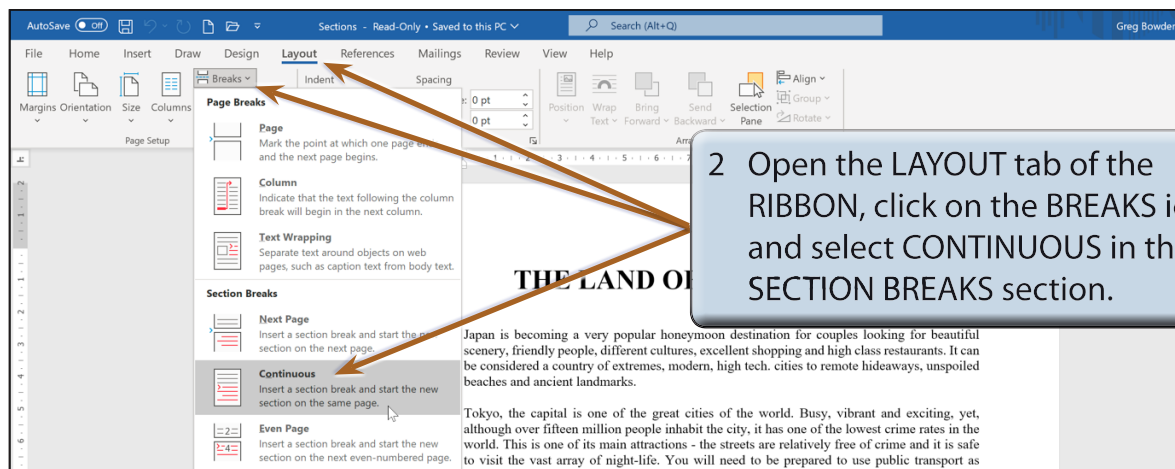 AutoSave Off Sections - Read-Only • Saved to this PC Search (Alt+Q) Greg Bowden
File Home Insert Draw Design Layout References Mailings Review View Help
Breaks Indent Spacing
Margins Orientation Size Columns
Page Setup
0 pt
0 pt
Position Wrap Text Bring Forward Send Backward Selection Pane
Align
Group
Rotate
Page Breaks
Page
Mark the point at which one page
and the next page begins.
Column
Indicate that the text following the column
break will begin in the next column.
Text Wrapping
Separate text around objects on web
pages, such as caption text from body text.
Section Breaks
Next Page
Insert a section break and start the
section on the next page.
Continuous
Insert a section break and start the new
section on the same page.
=2=
=4=
Even Page
Insert a section break and start the new
section on the next even-numbered page.
2 Open the LAYOUT tab of the
RIBBON, click on the BREAKS
and select CONTINUOUS in
SECTION BREAKS section.
THE LAND
Japan is becoming a very popular honeymoon destination for couples looking for beautiful
scenery, friendly people, different cultures, excellent shopping and high class restaurants. It can
be considered a country of extremes, modern, high tech. cities to remote hideaways, unspoiled
beaches and ancient landmarks.
Tokyo, the capital is one of the great cities of the world. Busy, vibrant and exciting, yet,
although over fifteen million people inhabit the city, it has one of the lowest crime rates in the
world. This is one of its main attractions - the streets are relatively free of crime and it is safe
to visit the vast array of night-life. You will need to be prepared to use public transport as